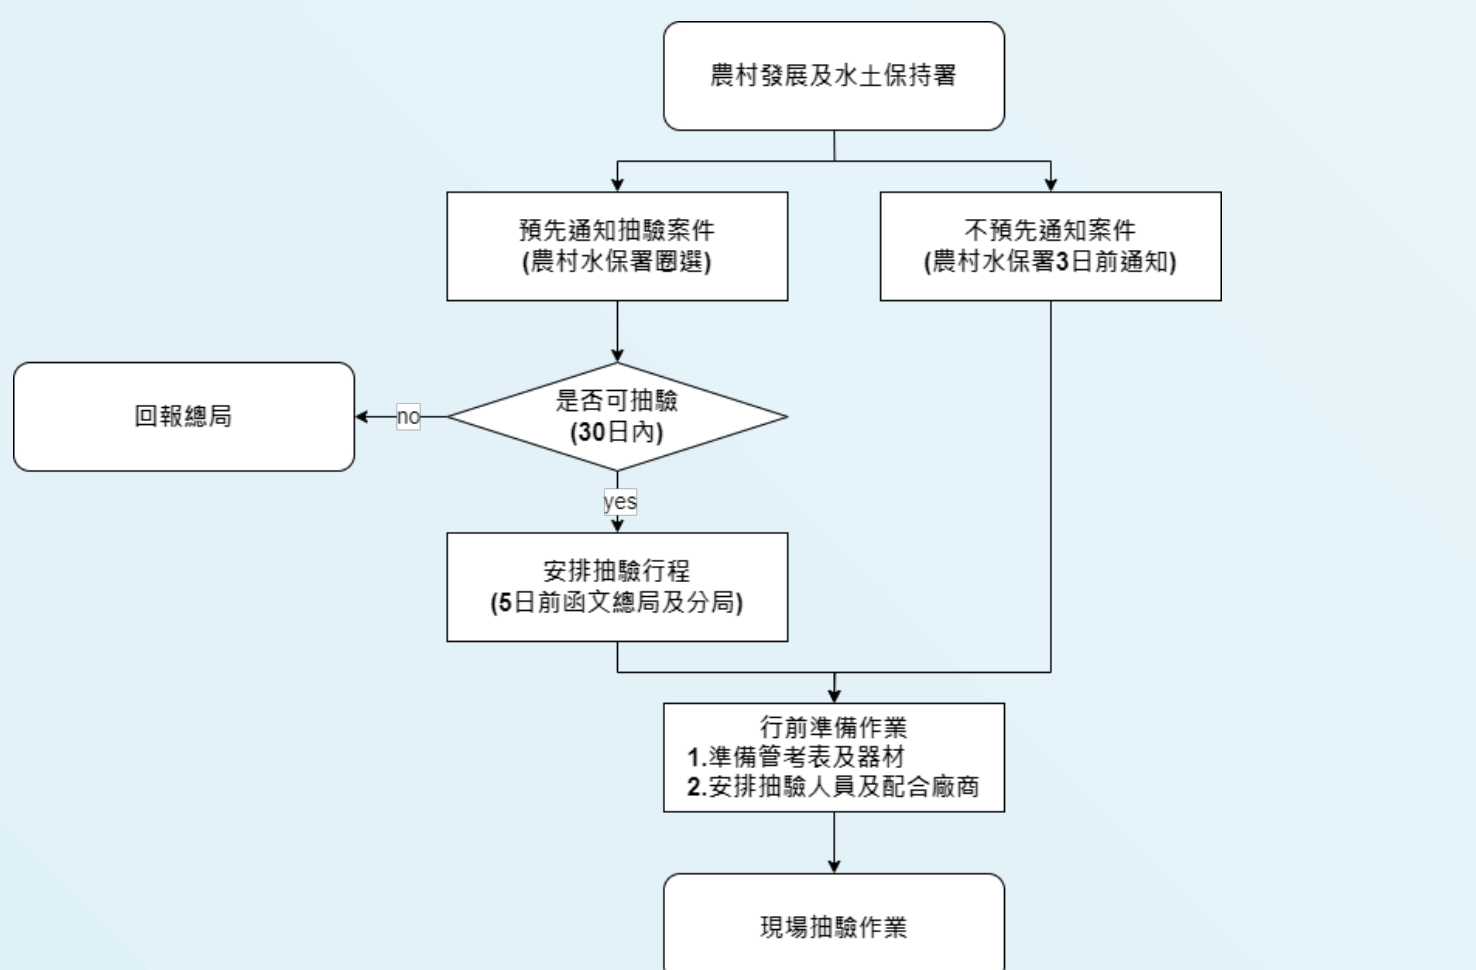 農村發展及水土保持署
預先通知抽驗案件
(農村水保署圈選)
不預先通知案件
(農村水保署3日前通知)
是否可抽驗
(30日內)
no
回報總局
yes
安排抽驗行程
(5日前函文總局及分局)
行前準備作業
1.準備管考表及器材
2.安排抽驗人員及配合廠商
現場抽驗作業